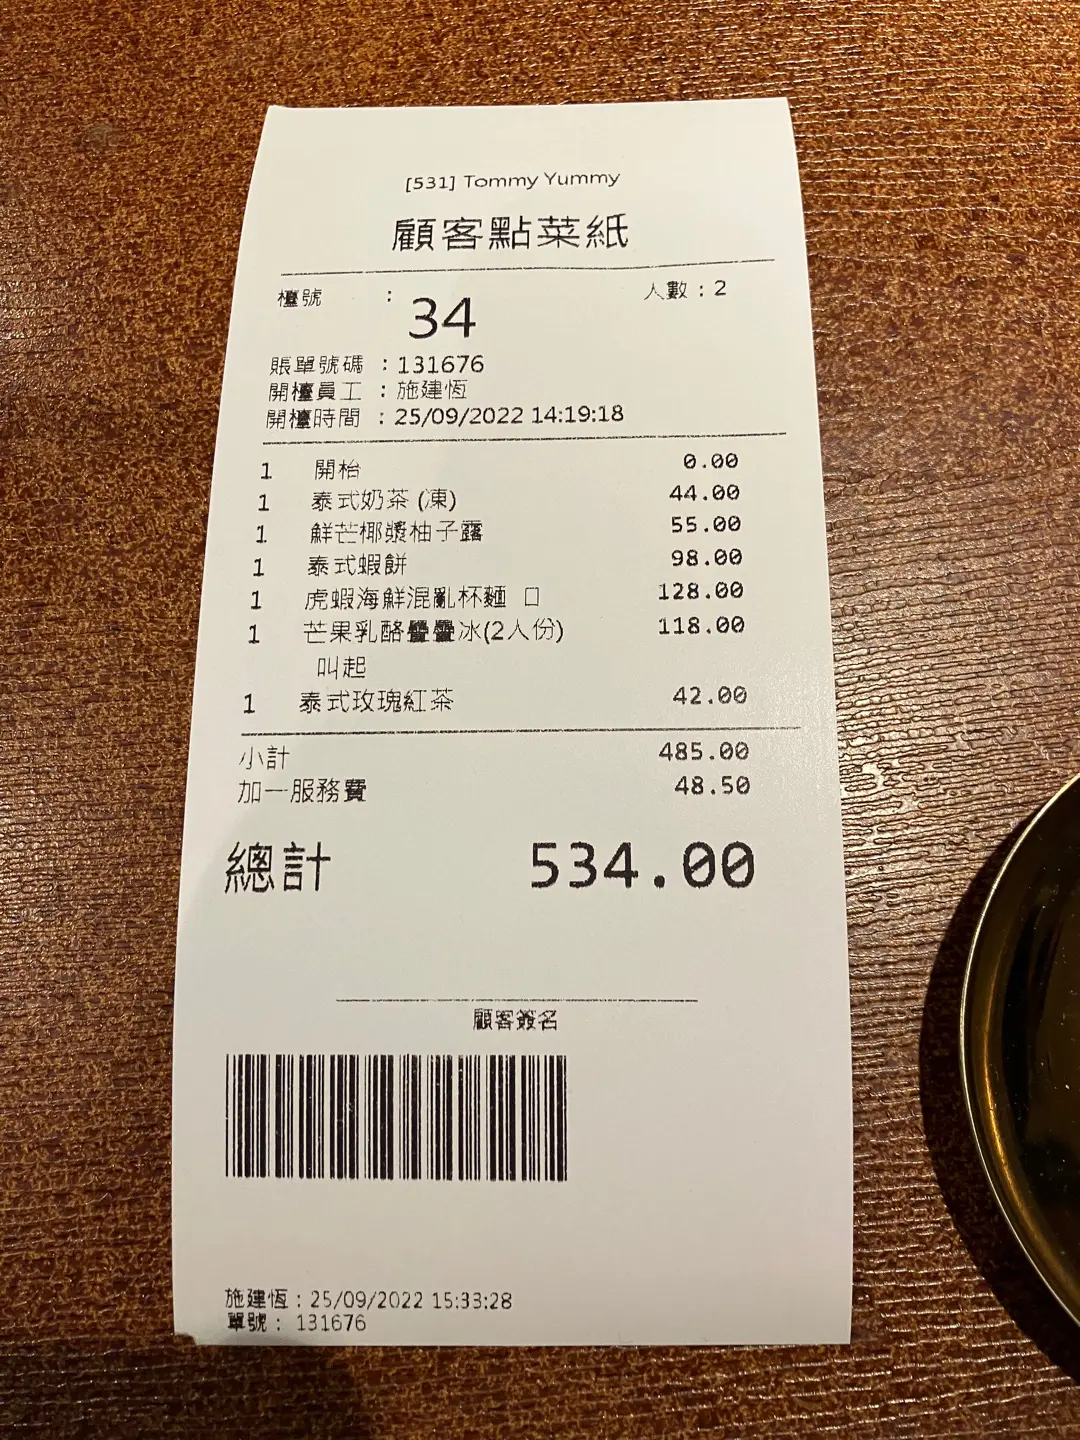 [531] Tommy Yummy
顧客點菜紙
檯號 : 34 人數 : 2
賬單號碼 : 131676
開檯員工 : 施建恆
開檯時間 : 25/09/2022 14:19:18
1 開枱 0.00
1 泰式奶茶 (凍) 44.00
1 鮮芒椰漿柚子露 55.00
1 泰式蝦餅 98.00
1 虎蝦海鮮混亂杯麵 口 128.00
1 芒果乳酪疊疊冰(2人份) 118.00
叫起
1 泰式玫瑰紅茶 42.00
小計 485.00
加一服務費 48.50
總計 534.00
顧客簽名
施建恆 : 25/09/2022 15:33:28
單號 : 131676